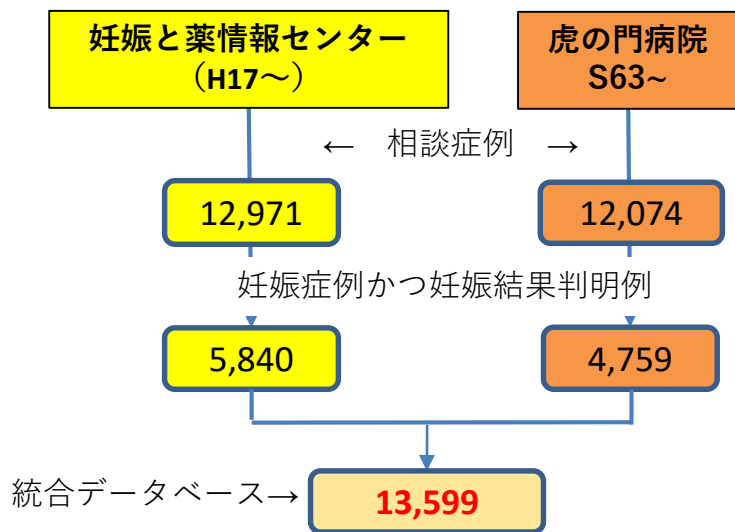 妊娠と薬情報センター
（H17～）
虎の門病院
S63~
← 相談症例 →
12,971
12,074
妊娠症例かつ妊娠結果判明例
5,840
4,759
統合データベース→
13,599